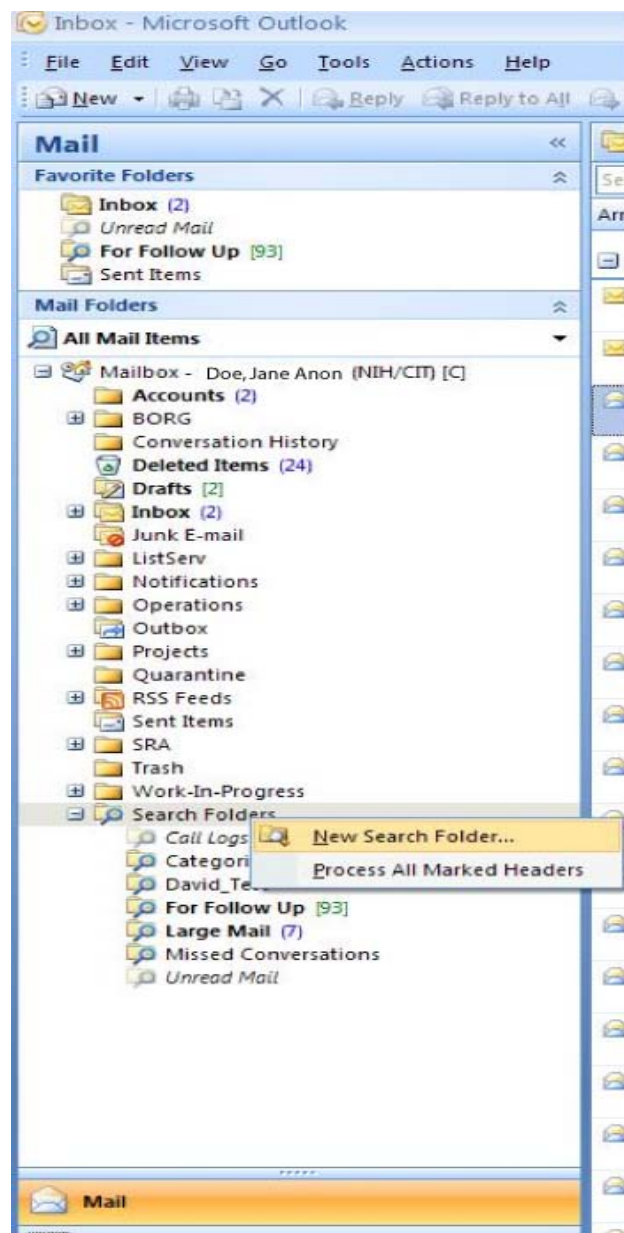 Inbox - Microsoft Outlook
File Edit View Go Tools Actions Help
New Reply Reply to All
Mail «
Favorite Folders
Inbox (2)
Unread Mail
For Follow Up [93]
Sent Items
Mail Folders
All Mail Items
Mailbox - Doe, Jane Anon (NIH/CIT) [C]
Accounts (2)
BORG
Conversation History
Deleted Items (24)
Drafts [2]
Inbox (2)
Junk E-mail
ListServ
Notifications
Operations
Outbox
Projects
Quarantine
RSS Feeds
Sent Items
SRA
Trash
Work-In-Progress
Search Folders
Call Logs New Search Folder...
Categori Process All Marked Headers
David_Te
For Follow Up [93]
Large Mail (7)
Missed Conversations
Unread Mail
Mail